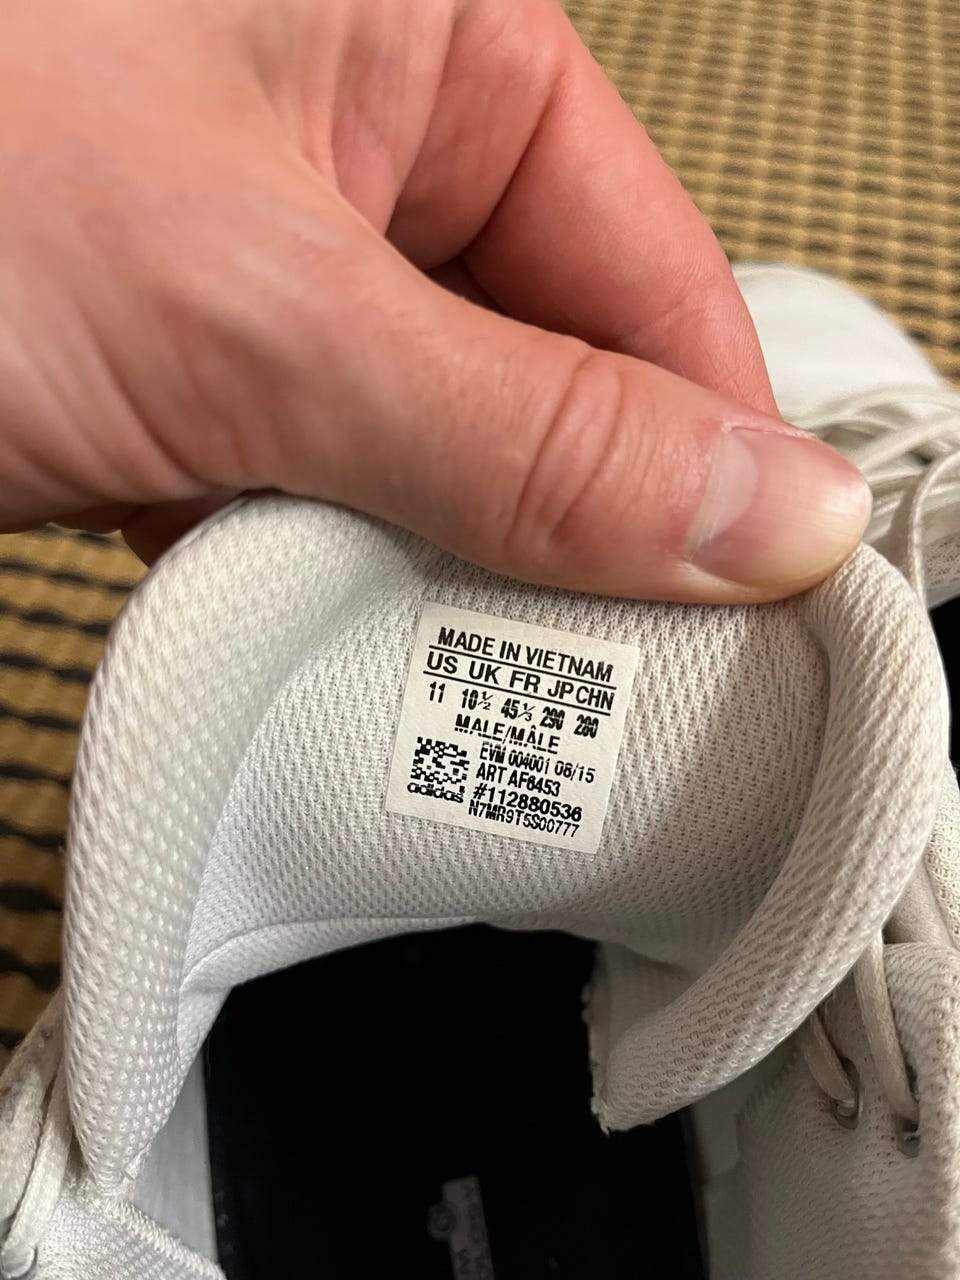 MADE IN VIETNAM
US UK FR JP CHN
11 10½ 45⅓ 290 280
MALE/MALE
EVM 004001 08/15
ART AF6453
adidas
#112880536
N7MR9T5S00777